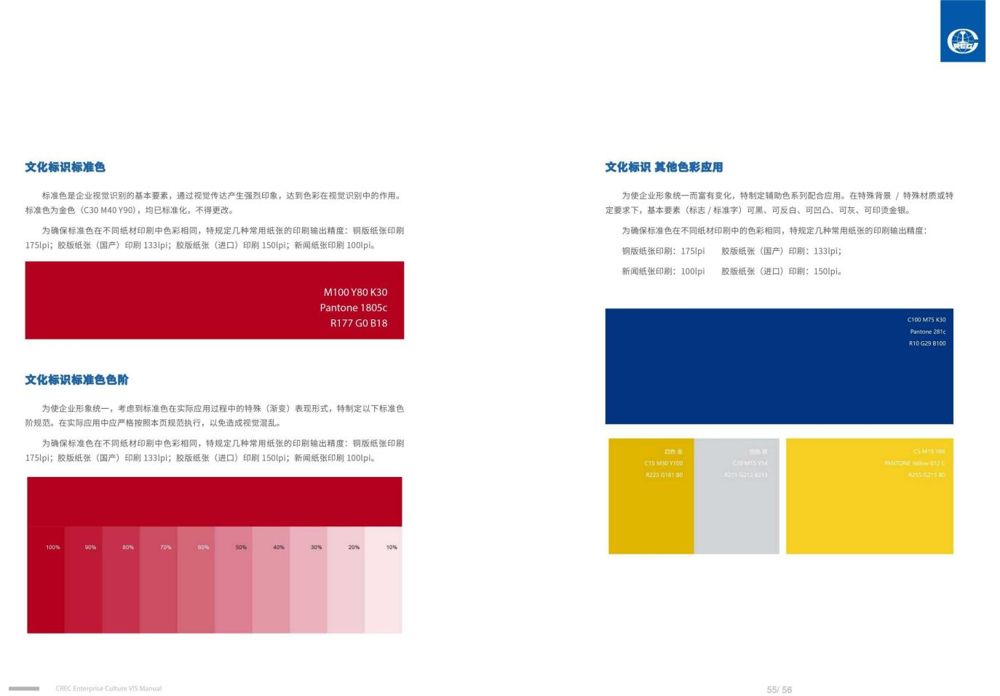 CREC
文化标识标准色
标准色是企业视觉识别的基本要素，通过视觉传达产生强烈印象，达到色彩在视觉识别中的作用。
标准色为金色（C30 M40 Y90），均已标准化，不得更改。
为确保标准色在不同纸材印刷中色彩相同，特规定几种常用纸张的印刷输出精度：铜版纸张印刷
175lpi；胶版纸张（国产）印刷 133lpi；胶版纸张（进口）印刷 150lpi；新闻纸张印刷 100lpi。
M100 Y80 K30
Pantone 1805c
R177 G0 B18
文化标识标准色色阶
为使企业形象统一，考虑到标准色在实际应用过程中的特殊（渐变）表现形式，特制定以下标准色
阶规范。在实际应用中应严格按照本页规范执行，以免造成视觉混乱。
为确保标准色在不同纸材印刷中色彩相同，特规定几种常用纸张的印刷输出精度：铜版纸张印刷
175lpi；胶版纸张（国产）印刷 133lpi；胶版纸张（进口）印刷 150lpi；新闻纸张印刷 100lpi。
100% 90% 80% 70% 60% 50% 40% 30% 20% 10%
文化标识 其他色彩应用
为使企业形象统一而富有变化，特制定辅助色系列配合应用。在特殊背景 / 特殊材质或特
定要求下，基本要素（标志 / 标准字）可黑、可反白、可凹凸、可灰、可印烫金银。
为确保标准色在不同纸材印刷中的色彩相同，特规定几种常用纸张的印刷输出精度：
铜版纸张印刷：175lpi 胶版纸张（国产）印刷：133lpi；
新闻纸张印刷：100lpi 胶版纸张（进口）印刷：150lpi。
C100 M75 K30
Pantone 281c
R10 G29 B100
四色 金
C15 M30 Y100
R223 G181 B0
四色 银
C20 M15 Y14
R211 G212 B213
C5 M19 Y88
PANTONE Yellow 012 C
R255 G215 B0
CREC Enterprise Culture VIS Manual
55/ 56